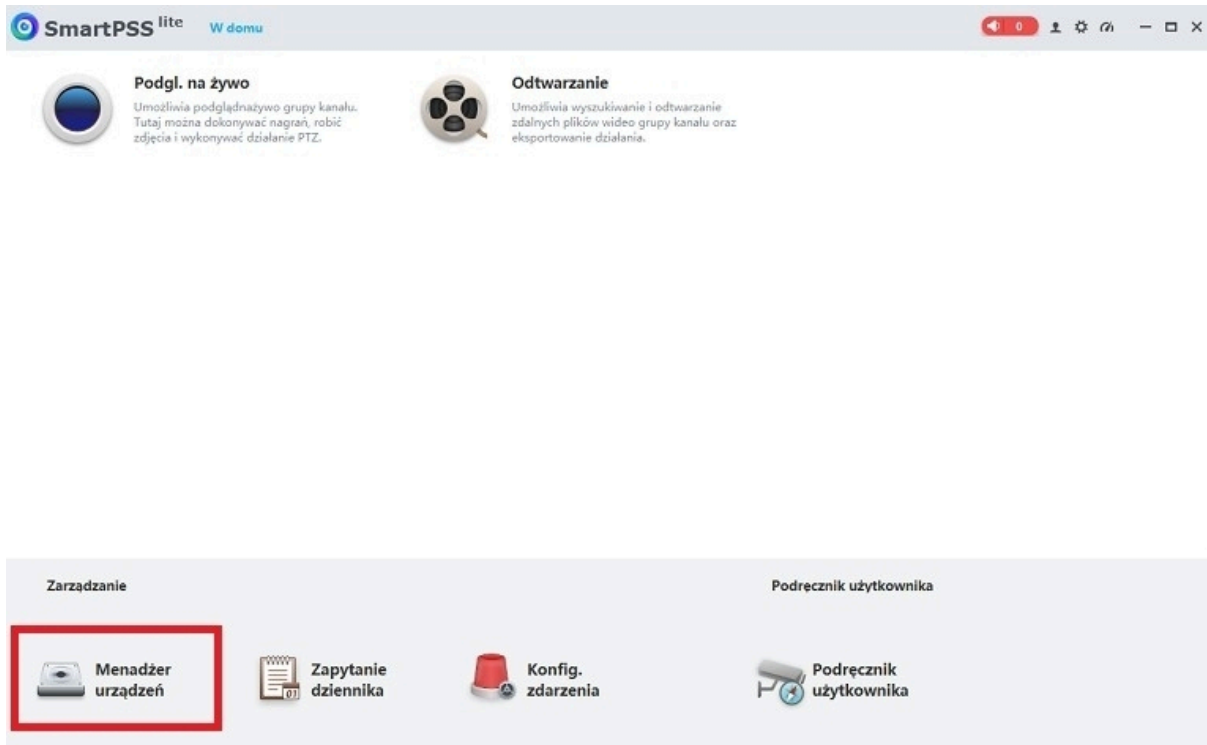 SmartPSS lite W domu 0
Podgl. na żywo
Umożliwia podglądnażywo grupy kanału.
Tutaj można dokonywać nagrań, robić
zdjęcia i wykonywać działanie PTZ.
Odtwarzanie
Umożliwia wyszukiwanie i odtwarzanie
zdalnych plików wideo grupy kanału oraz
eksportowanie działania.
Zarządzanie
Menadżer
urządzeń
Zapytanie
dziennika
Konfig.
zdarzenia
Podręcznik użytkownika
Podręcznik
użytkownika
01